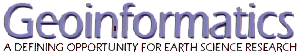 Geoinformatics
A DEFINING OPPORTUNITY FOR EARTH SCIENCE RESEARCH